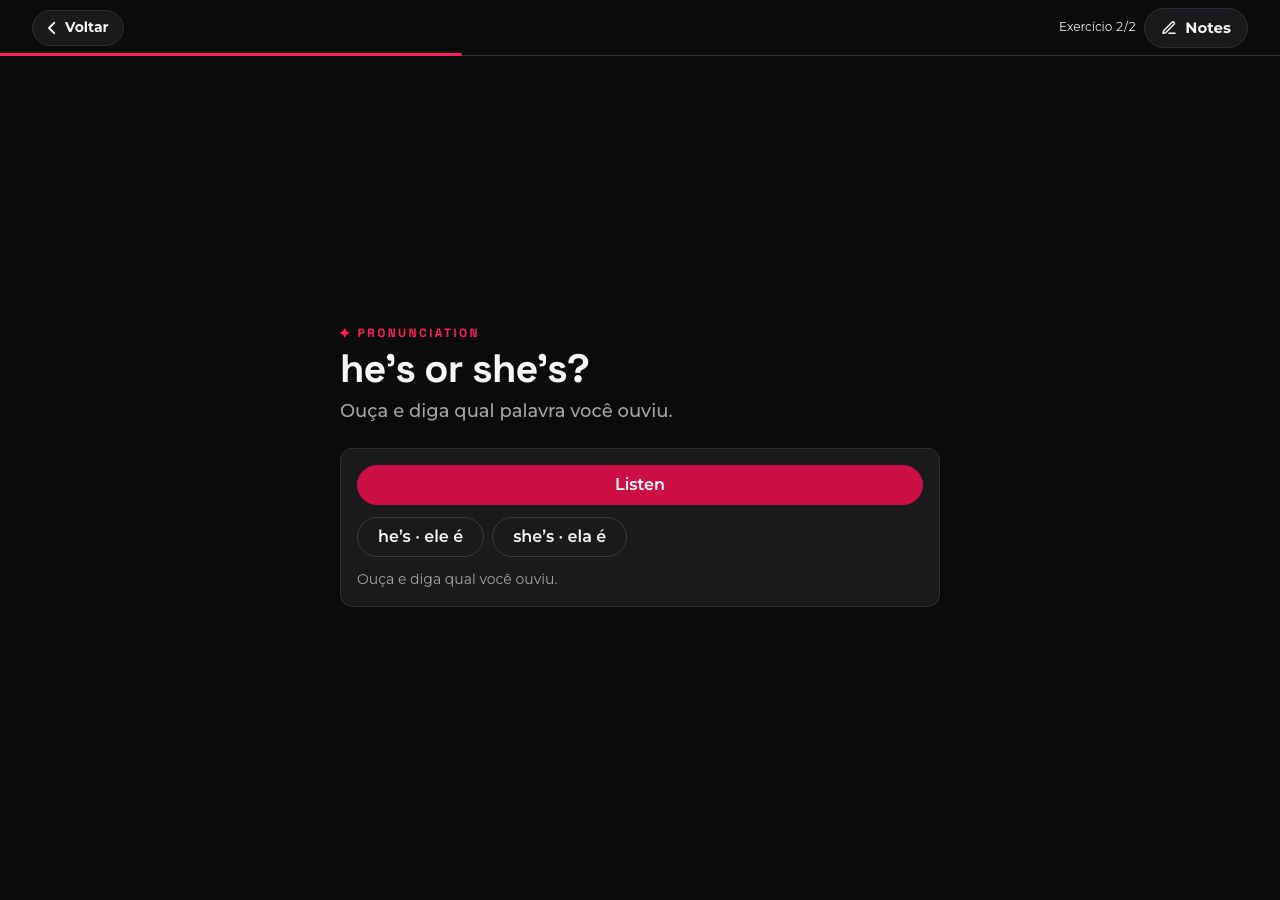 Voltar
Exercício 2/2
Notes
PRONUNCIATION
he’s or she’s?
Ouça e diga qual palavra você ouviu.
Listen
he’s · ele é
she’s · ela é
Ouça e diga qual você ouviu.